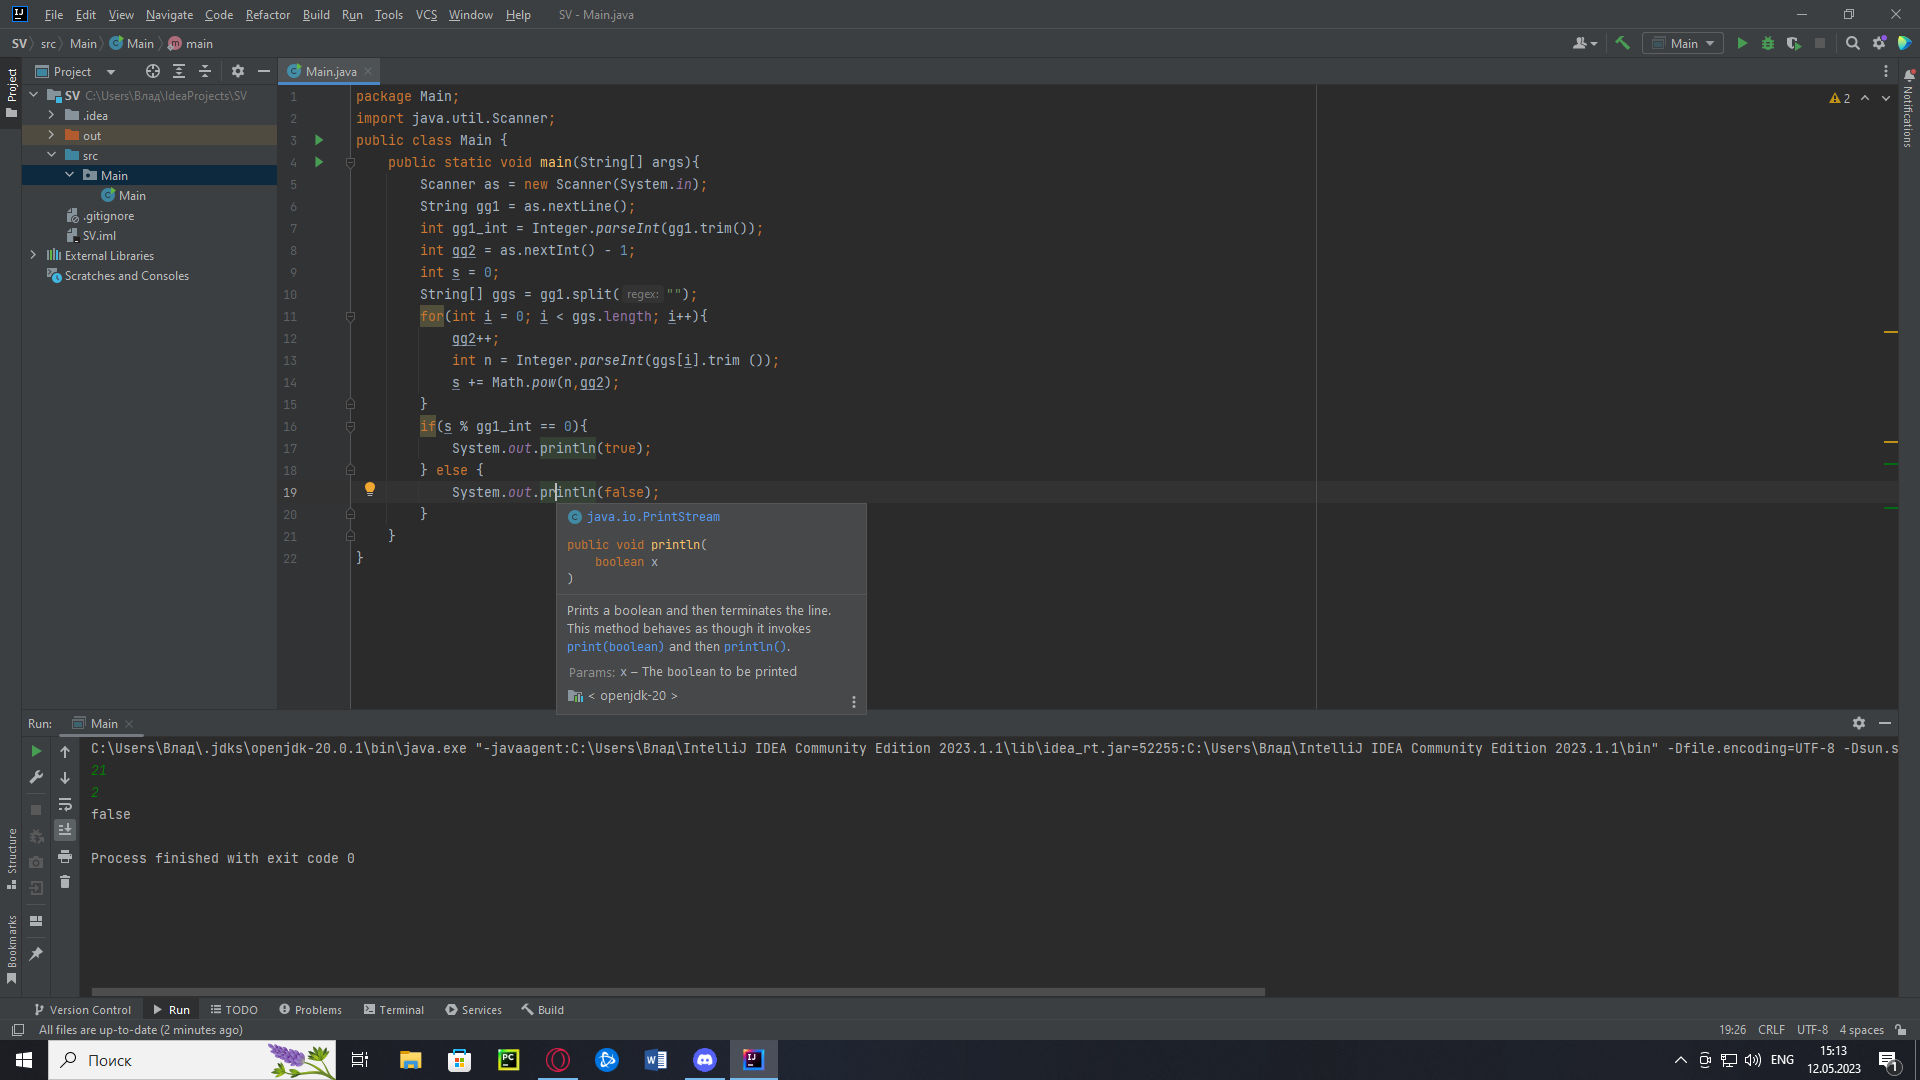 File Edit View Navigate Code Refactor Build Run Tools VCS Window Help SV - Main.java
SV src Main Main main
Main
Project
Main.java
Project
Notifications
SV C:\Users\Влад\IdeaProjects\SV
.idea
out
src
Main
Main
.gitignore
SV.iml
External Libraries
Scratches and Consoles
2
1 package Main;
2 import java.util.Scanner;
3 public class Main {
4 public static void main(String[] args){
5 Scanner as = new Scanner(System.in);
6 String gg1 = as.nextLine();
7 int gg1_int = Integer.parseInt(gg1.trim());
8 int gg2 = as.nextInt() - 1;
9 int s = 0;
10 String[] ggs = gg1.split( regex: "");
11 for(int i = 0; i < ggs.length; i++){
12 gg2++;
13 int n = Integer.parseInt(ggs[i].trim ());
14 s += Math.pow(n,gg2);
15 }
16 if(s % gg1_int == 0){
17 System.out.println(true);
18 } else {
19 System.out.println(false);
20 }
21 }
22 }
java.io.PrintStream
public void println(
boolean x
)
Prints a boolean and then terminates the line.
This method behaves as though it invokes
print(boolean) and then println().
Params: x – The boolean to be printed
< openjdk-20 >
Run: Main
C:\Users\Влад\.jdks\openjdk-20.0.1\bin\java.exe "-javaagent:C:\Users\Влад\IntelliJ IDEA Community Edition 2023.1.1\lib\idea_rt.jar=52255:C:\Users\Влад\IntelliJ IDEA Community Edition 2023.1.1\bin" -Dfile.encoding=UTF-8 -Dsun.s
21
2
false
Process finished with exit code 0
Structure
Bookmarks
Version Control Run TODO Problems Terminal Services Build
All files are up-to-date (2 minutes ago)
19:26 CRLF UTF-8 4 spaces
Поиск
ENG
15:13
12.05.2023
1